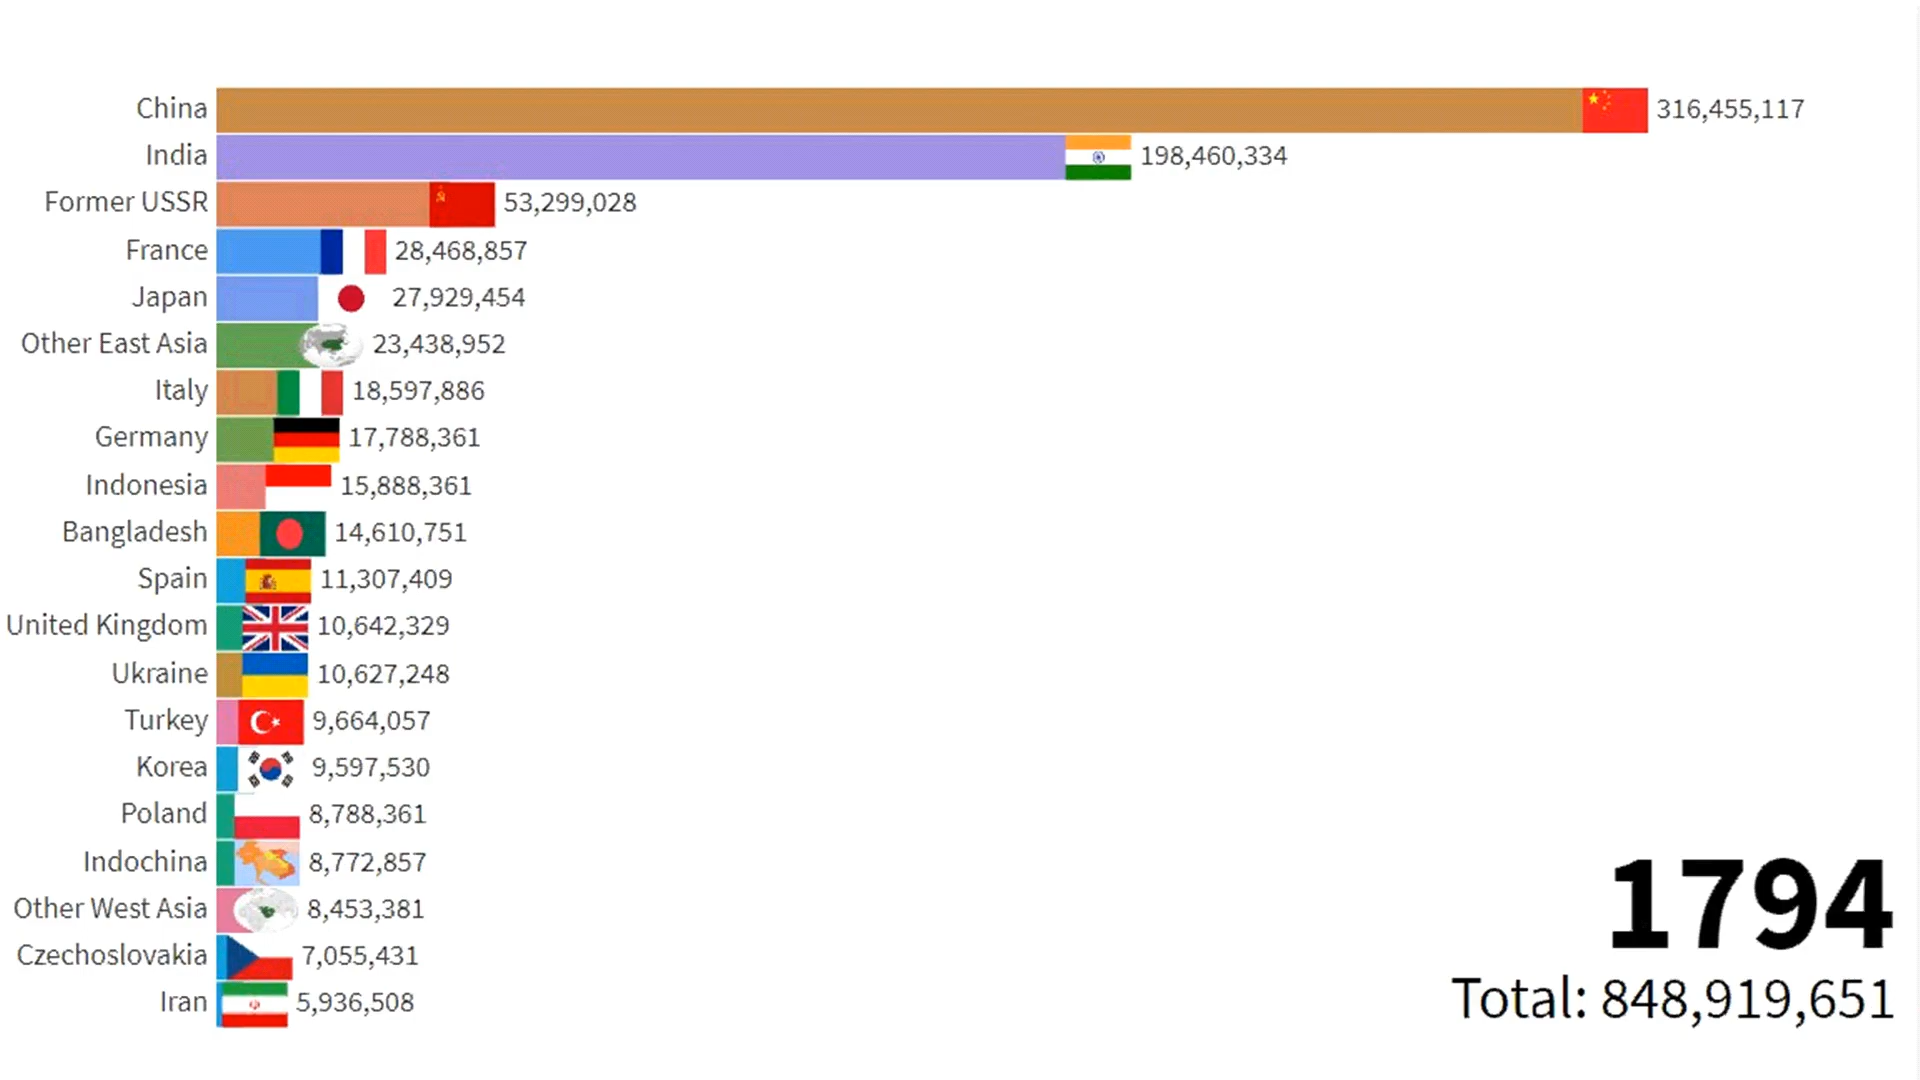 China 316,455,117
India 198,460,334
Former USSR 53,299,028
France 28,468,857
Japan 27,929,454
Other East Asia 23,438,952
Italy 18,597,886
Germany 17,788,361
Indonesia 15,888,361
Bangladesh 14,610,751
Spain 11,307,409
United Kingdom 10,642,329
Ukraine 10,627,248
Turkey 9,664,057
Korea 9,597,530
Poland 8,788,361
Indochina 8,772,857
Other West Asia 8,453,381
Czechoslovakia 7,055,431
Iran 5,936,508
1794
Total: 848,919,651